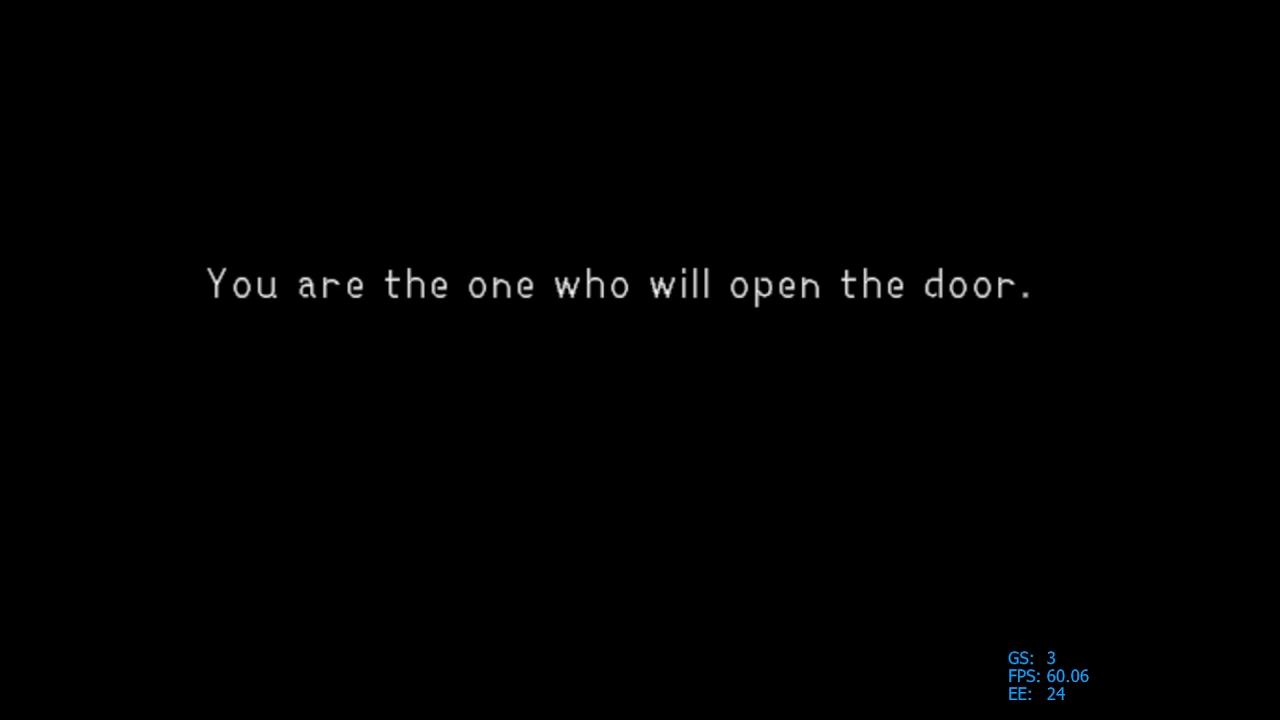 You are the one who will open the door.
GS: 3
FPS: 60.06
EE: 24